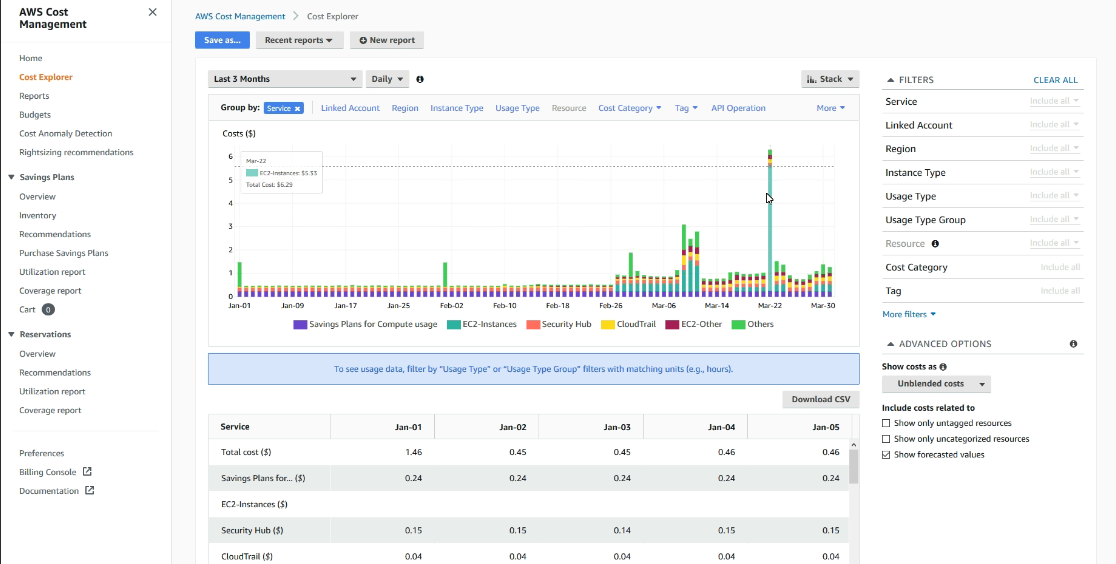 AWS Cost
Management
Home
Cost Explorer
Reports
Budgets
Cost Anomaly Detection
Rightsizing recommendations
Savings Plans
Overview
Inventory
Recommendations
Purchase Savings Plans
Utilization report
Coverage report
Cart 0
Reservations
Overview
Recommendations
Utilization report
Coverage report
Preferences
Billing Console
Documentation
AWS Cost Management > Cost Explorer
Save as... Recent reports New report
Last 3 Months Daily Stack
Group by: Service × Linked Account Region Instance Type Usage Type Resource Cost Category Tag API Operation More
Costs ($)
6
5
4
3
2
1
0
Mar-22
EC2-Instances: $5.33
Total Cost: $6.29
Jan-01 Jan-09 Jan-17 Jan-25 Feb-02 Feb-10 Feb-18 Feb-26 Mar-06 Mar-14 Mar-22 Mar-30
Savings Plans for Compute usage EC2-Instances Security Hub CloudTrail EC2-Other Others
To see usage data, filter by "Usage Type" or "Usage Type Group" filters with matching units (e.g., hours).
Download CSV
Service Jan-01 Jan-02 Jan-03 Jan-04 Jan-05
Total cost ($) 1.46 0.45 0.45 0.46 0.46
Savings Plans for... ($) 0.24 0.24 0.24 0.24 0.24
EC2-Instances ($)
Security Hub ($) 0.15 0.15 0.14 0.15 0.15
CloudTrail ($) 0.04 0.04 0.04 0.04 0.04
FILTERS CLEAR ALL
Service Include all
Linked Account Include all
Region Include all
Instance Type Include all
Usage Type Include all
Usage Type Group Include all
Resource Include all
Cost Category Include all
Tag Include all
More filters
ADVANCED OPTIONS
Show costs as
Unblended costs
Include costs related to
Show only untagged resources
Show only uncategorized resources
Show forecasted values